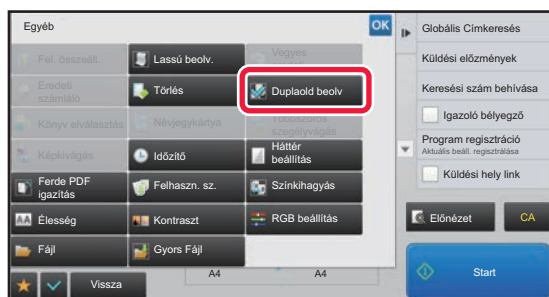 Egyéb
OK
Fel. összeáll.
Lassú beolv.
Vegyes
Eredeti
számláló
Törlés
Duplaold beolv
Könyv elválasztás
Névjegykártya
Többszörös
szegélyvágás
Képkivágás
Időzítő
Háttér
beállítás
Ferde PDF
igazítás
Felhaszn. sz.
Színkihagyás
AA Élesség
Kontraszt
RGB beállítás
Fájl
Gyors Fájl
Vissza
A4
A4
Globális Címkeresés
Küldési előzmények
Keresési szám behívása
Igazoló bélyegző
Program regisztráció
Aktuális beáll. regisztrálása
Küldési hely link
Előnézet
CA
Start